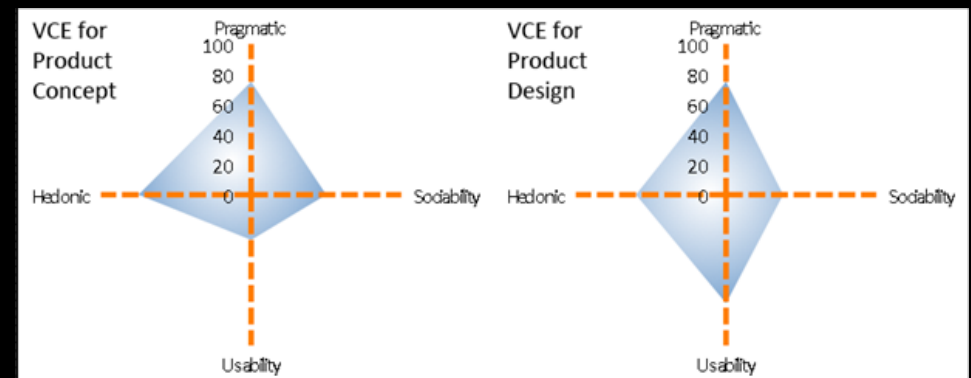 VCE for
Product
Concept
Pragmatic
100
80
60
40
20
0
Hedonic
Sociability
Usability
VCE for
Product
Design
Pragmatic
100
80
60
40
20
0
Hedonic
Sociability
Usability